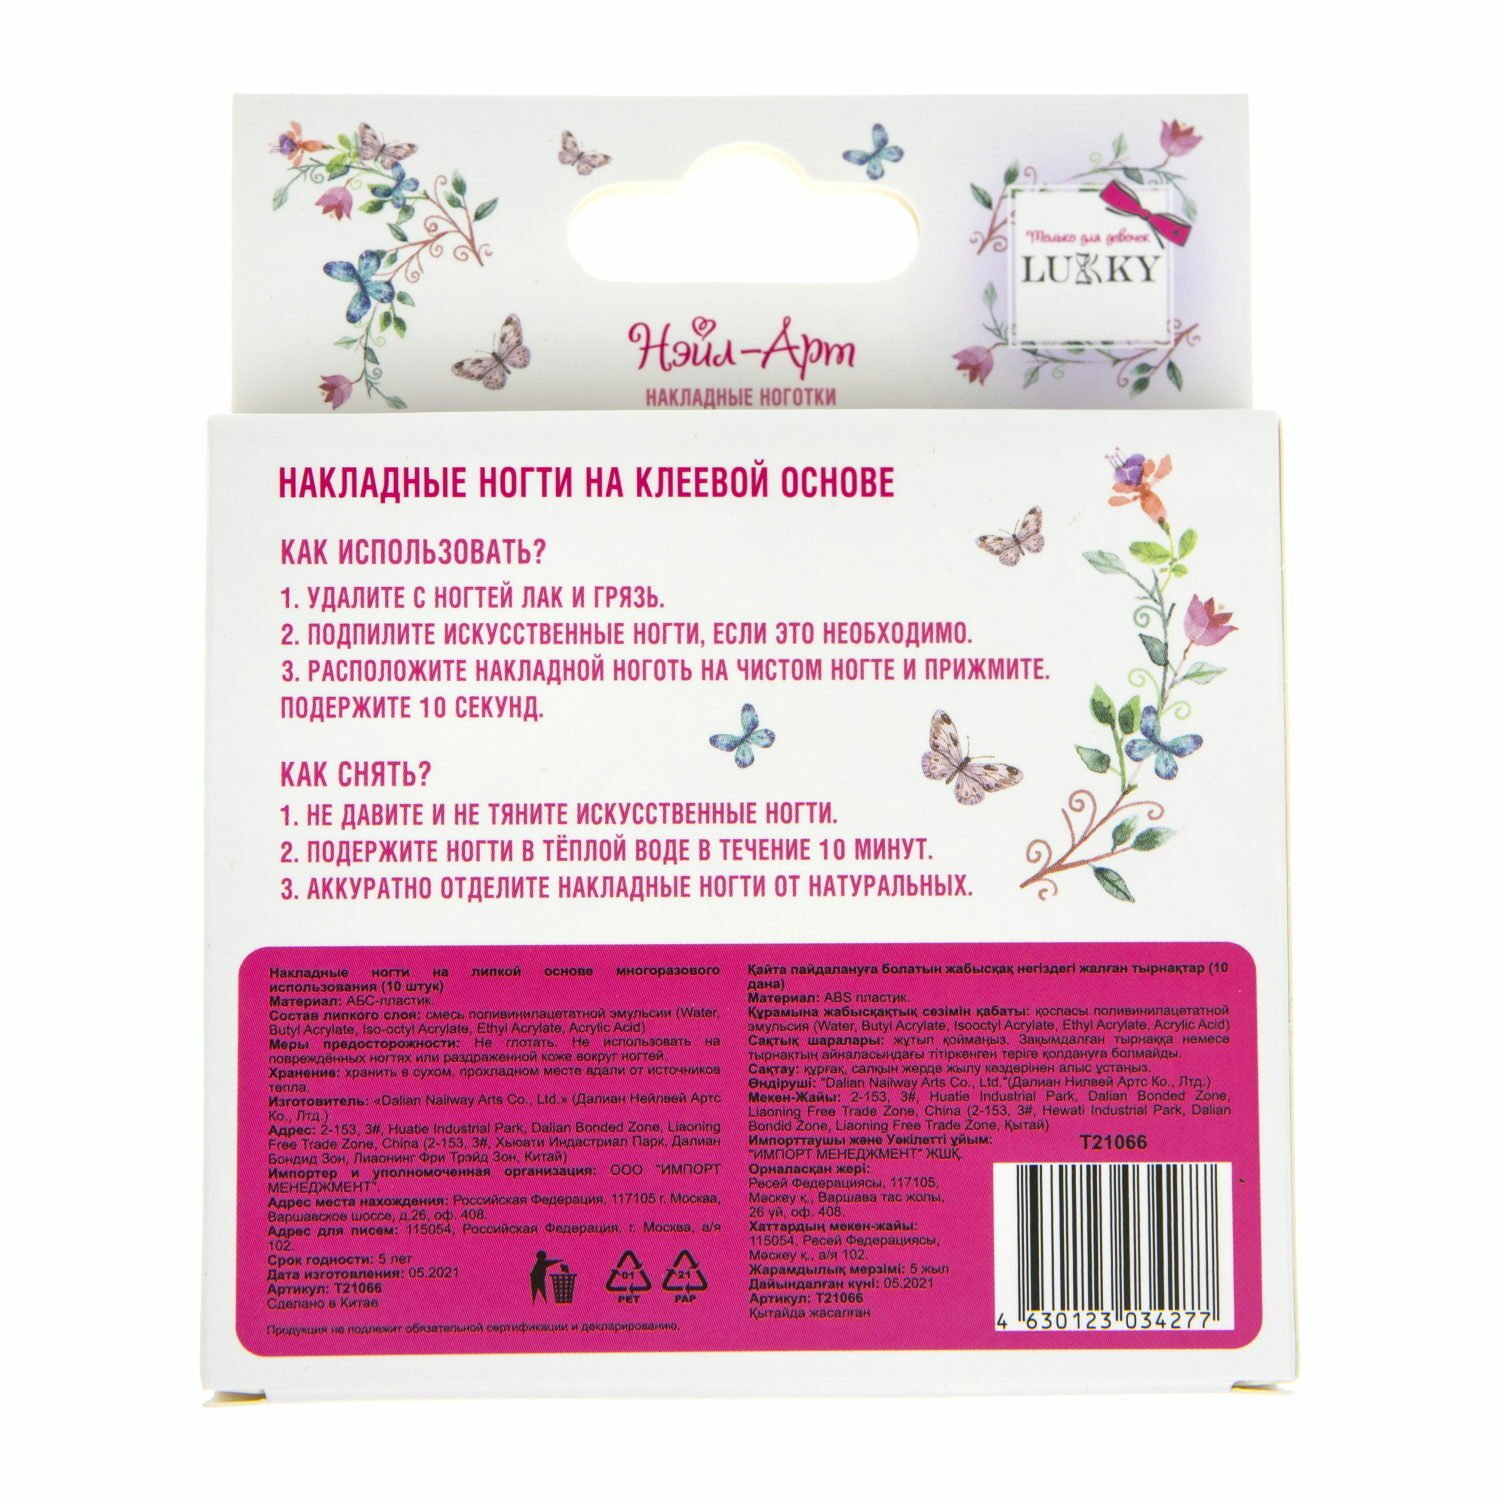 Только для девочек
LUKKY
Нэйл-Арт
НАКЛАДНЫЕ НОГОТКИ
НАКЛАДНЫЕ НОГТИ НА КЛЕЕВОЙ ОСНОВЕ
КАК ИСПОЛЬЗОВАТЬ?
1. УДАЛИТЕ С НОГТЕЙ ЛАК И ГРЯЗЬ.
2. ПОДПИЛИТЕ ИСКУССТВЕННЫЕ НОГТИ, ЕСЛИ ЭТО НЕОБХОДИМО.
3. РАСПОЛОЖИТЕ НАКЛАДНОЙ НОГОТЬ НА ЧИСТОМ НОГТЕ И ПРИЖМИТЕ.
ПОДЕРЖИТЕ 10 СЕКУНД.
КАК СНЯТЬ?
1. НЕ ДАВИТЕ И НЕ ТЯНИТЕ ИСКУССТВЕННЫЕ НОГТИ.
2. ПОДЕРЖИТЕ НОГТИ В ТЁПЛОЙ ВОДЕ В ТЕЧЕНИЕ 10 МИНУТ.
3. АККУРАТНО ОТДЕЛИТЕ НАКЛАДНЫЕ НОГТИ ОТ НАТУРАЛЬНЫХ.
Накладные ногти на липкой основе многоразового
использования (10 штук)
Материал: АБС-пластик.
Состав липкого слоя: смесь поливинилацетатной эмульсии (Water,
Butyl Acrylate, Iso-octyl Acrylate, Ethyl Acrylate, Acrylic Acid)
Меры предосторожности: Не глотать. Не использовать на
повреждённых ногтях или раздраженной коже вокруг ногтей.
Хранение: хранить в сухом, прохладном месте вдали от источников
тепла.
Изготовитель: «Dalian Nailway Arts Co., Ltd.» (Далиан Нейлвей Артс
Ко., Лтд.)
Адрес: 2-153, 3#, Huatie Industrial Park, Dalian Bonded Zone, Liaoning
Free Trade Zone, China (2-153, 3#, Хьюати Индастриал Парк, Далиан
Бондид Зон, Лиаонинг Фри Трэйд Зон, Китай)
Импортер и уполномоченная организация: ООО "ИМПОРТ
МЕНЕДЖМЕНТ".
Адрес места нахождения: Российская Федерация, 117105 г. Москва,
Варшавское шоссе, д.26, оф. 408.
Адрес для писем: 115054, Российская Федерация, г. Москва, а/я
102.
Срок годности: 5 лет
Дата изготовления: 05.2021
Артикул: Т21066
Сделано в Китае
Продукция не подлежит обязательной сертификации и декларированию.
01
PET
21
PAP
Қайта пайдалануға болатын жабысқақ негіздегі жалған тырнақтар (10
дана)
Материал: ABS пластик.
Құрамына жабысқақтық сезімін қабаты: қоспасы поливинилацетатной
эмульсия (Water, Butyl Acrylate, Isooctyl Acrylate, Ethyl Acrylate, Acrylic Acid)
Сақтық шаралары: жұтып қоймаңыз. Зақымдалған тырнаққа немесе
тырнақтың айналасындағы тітіркенген теріге қолдануға болмайды.
Сақтау: құрғақ, салқын жерде жылу көздерінен алыс ұстаңыз.
Өндіруші: "Dalian Nailway Arts Co., Ltd."(Далиан Нилвей Артс Ко., Лтд.)
Мекен-Жайы: 2-153, 3#, Huatie Industrial Park, Dalian Bonded Zone,
Liaoning Free Trade Zone, China (2-153, 3#, Hewati Industrial Park, Dalian
Bondid Zone, Liaoning Free Trade Zone, Қытай)
Импорттаушы және Уәкілетті ұйым:
"ИМПОРТ МЕНЕДЖМЕНТ" ЖШҚ.
Орналасқан жері:
Ресей Федерациясы, 117105,
Мәскеу қ., Варшава тас жолы,
26 үй, оф. 408.
Хаттардың мекен-жайы:
115054, Ресей Федерациясы,
Мәскеу қ., а/я 102.
Жарамдылық мерзімі: 5 жыл
Дайындалған күні: 05.2021
Артикул: Т21066
Қытайда жасалған
T21066
4 630123 034277